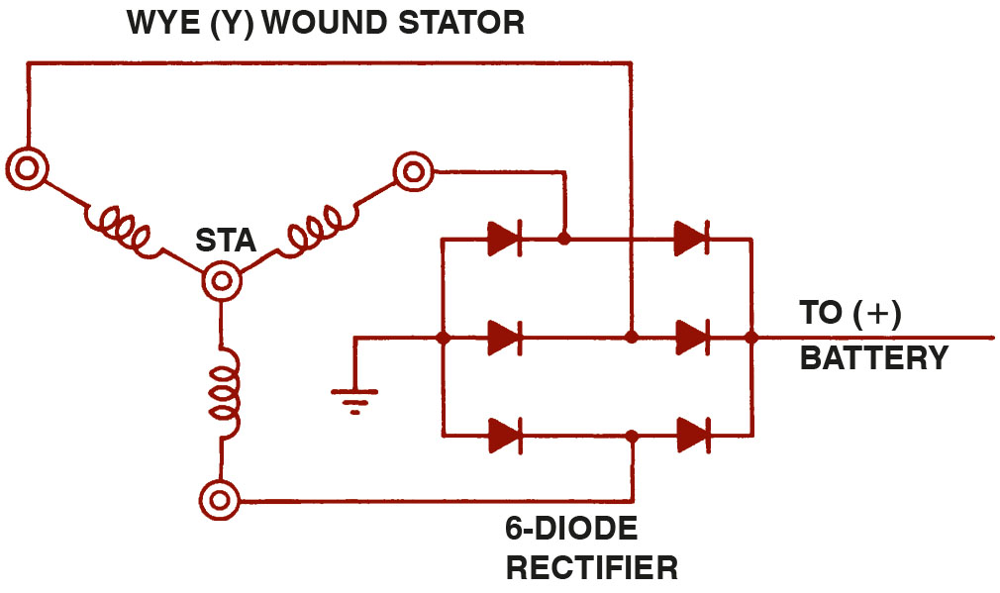 WYE (Y) WOUND STATOR
STA
TO (+)
BATTERY
6-DIODE
RECTIFIER